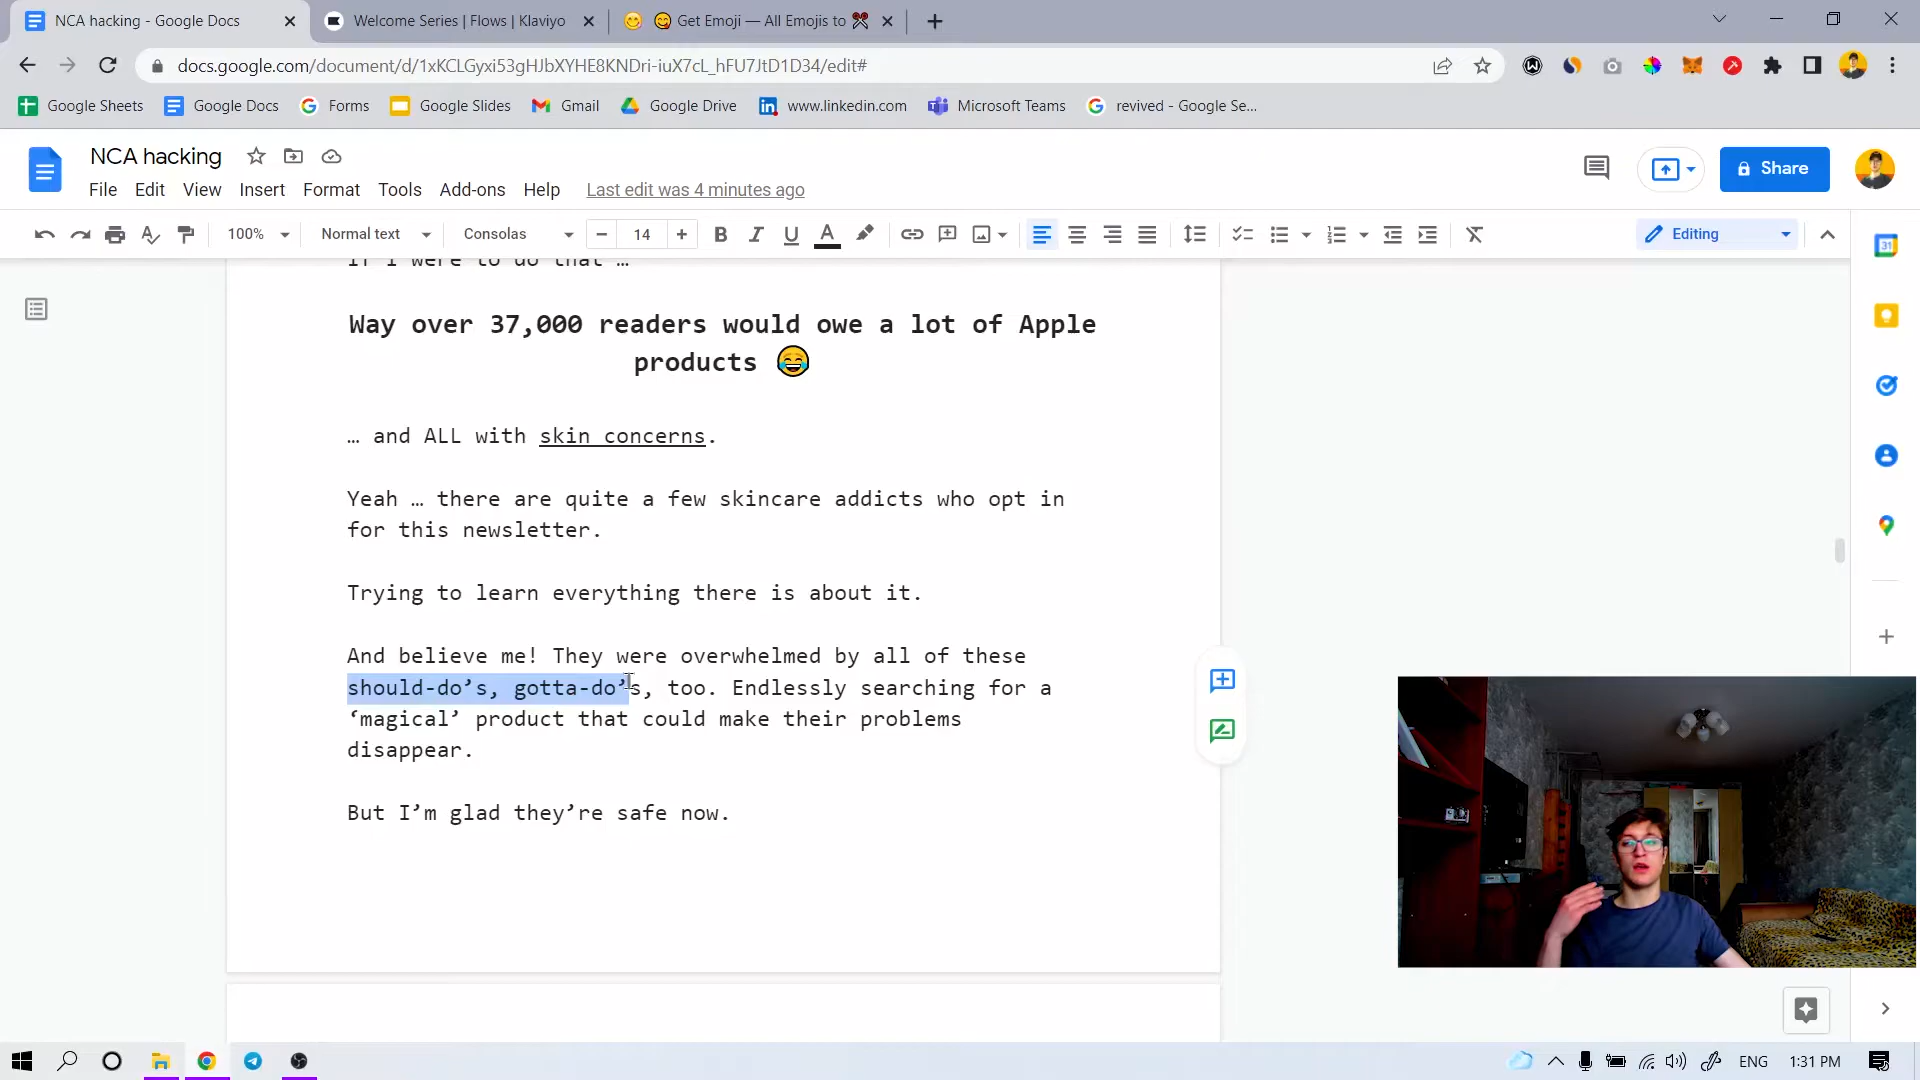 NCA hacking - Google Docs
Welcome Series | Flows | Klaviyo
😋 Get Emoji — All Emojis to ✂
docs.google.com/document/d/1xKCLGyxi53gHJbXYHE8KNDri-iuX7cL_hFU7JtD1D34/edit#
Google Sheets
Google Docs
Forms
Google Slides
Gmail
Google Drive
www.linkedin.com
Microsoft Teams
revived - Google Se...
NCA hacking
Share
File Edit View Insert Format Tools Add-ons Help Last edit was 4 minutes ago
100% Normal text Consolas 14 Editing
If I were to do that …
Way over 37,000 readers would owe a lot of Apple
products 😂
… and ALL with skin concerns.
Yeah … there are quite a few skincare addicts who opt in
for this newsletter.
Trying to learn everything there is about it.
And believe me! They were overwhelmed by all of these
should-do’s, gotta-do’s, too. Endlessly searching for a
‘magical’ product that could make their problems
disappear.
But I’m glad they’re safe now.
ENG 1:31 PM